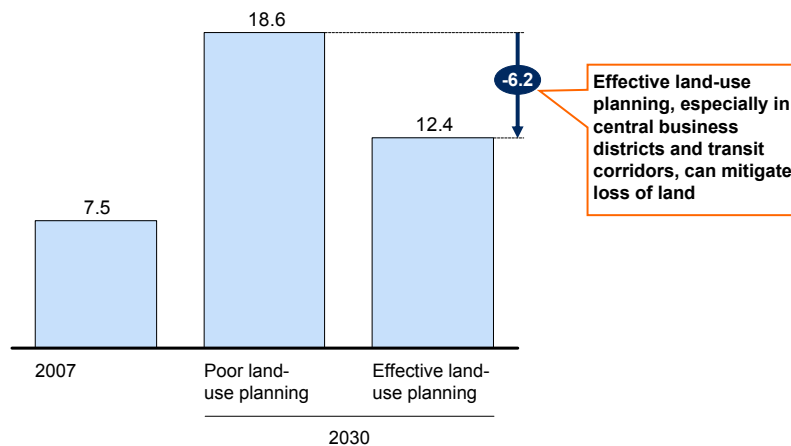 18.6
-6.2
Effective land-use
planning, especially in
central business
districts and transit
corridors, can mitigate
loss of land
12.4
7.5
2007
Poor land-
use planning
Effective land-
use planning
2030